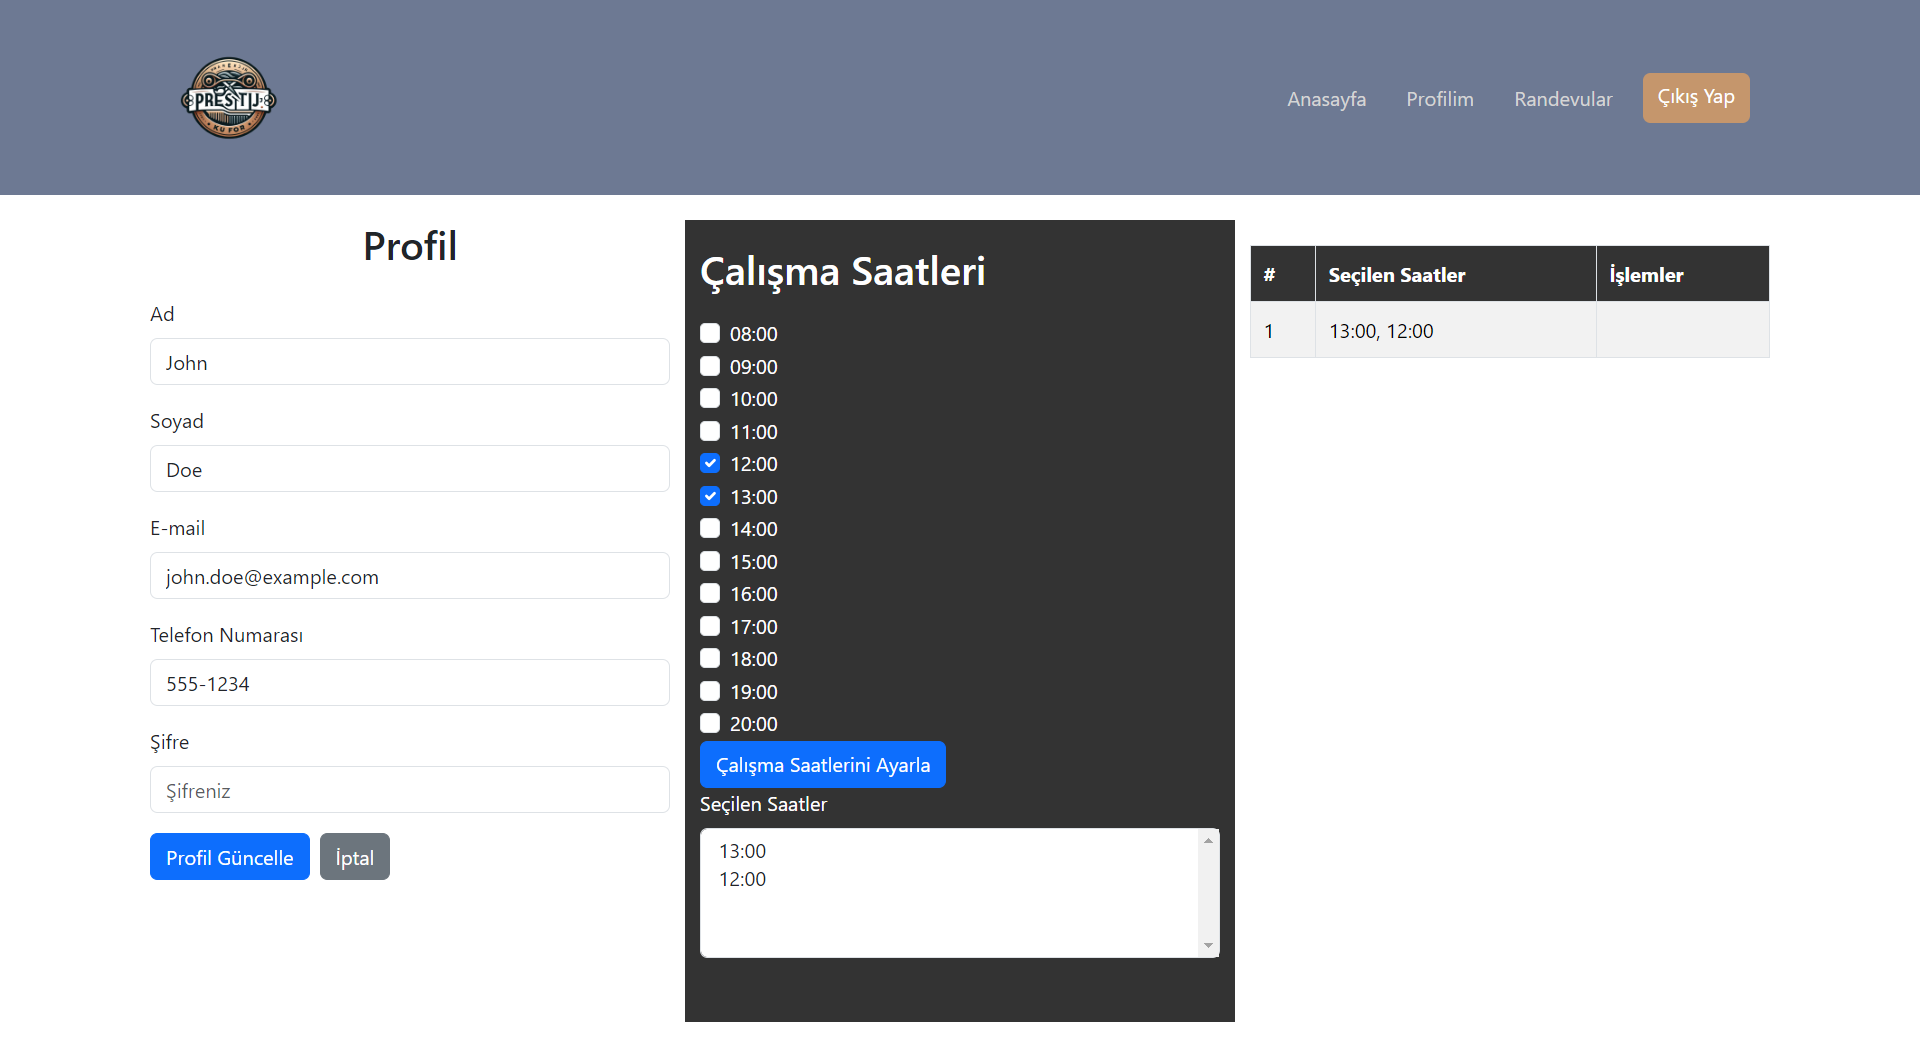 PRESTIJ
KU FOR
Anasayfa
Profilim
Randevular
Çıkış Yap
Profil
Ad
John
Soyad
Doe
E-mail
john.doe@example.com
Telefon Numarası
555-1234
Şifre
Şifreniz
Profil Güncelle
İptal
Çalışma Saatleri
08:00
09:00
10:00
11:00
12:00
13:00
14:00
15:00
16:00
17:00
18:00
19:00
20:00
Çalışma Saatlerini Ayarla
Seçilen Saatler
13:00
12:00
# Seçilen Saatler İşlemler
1 13:00, 12:00